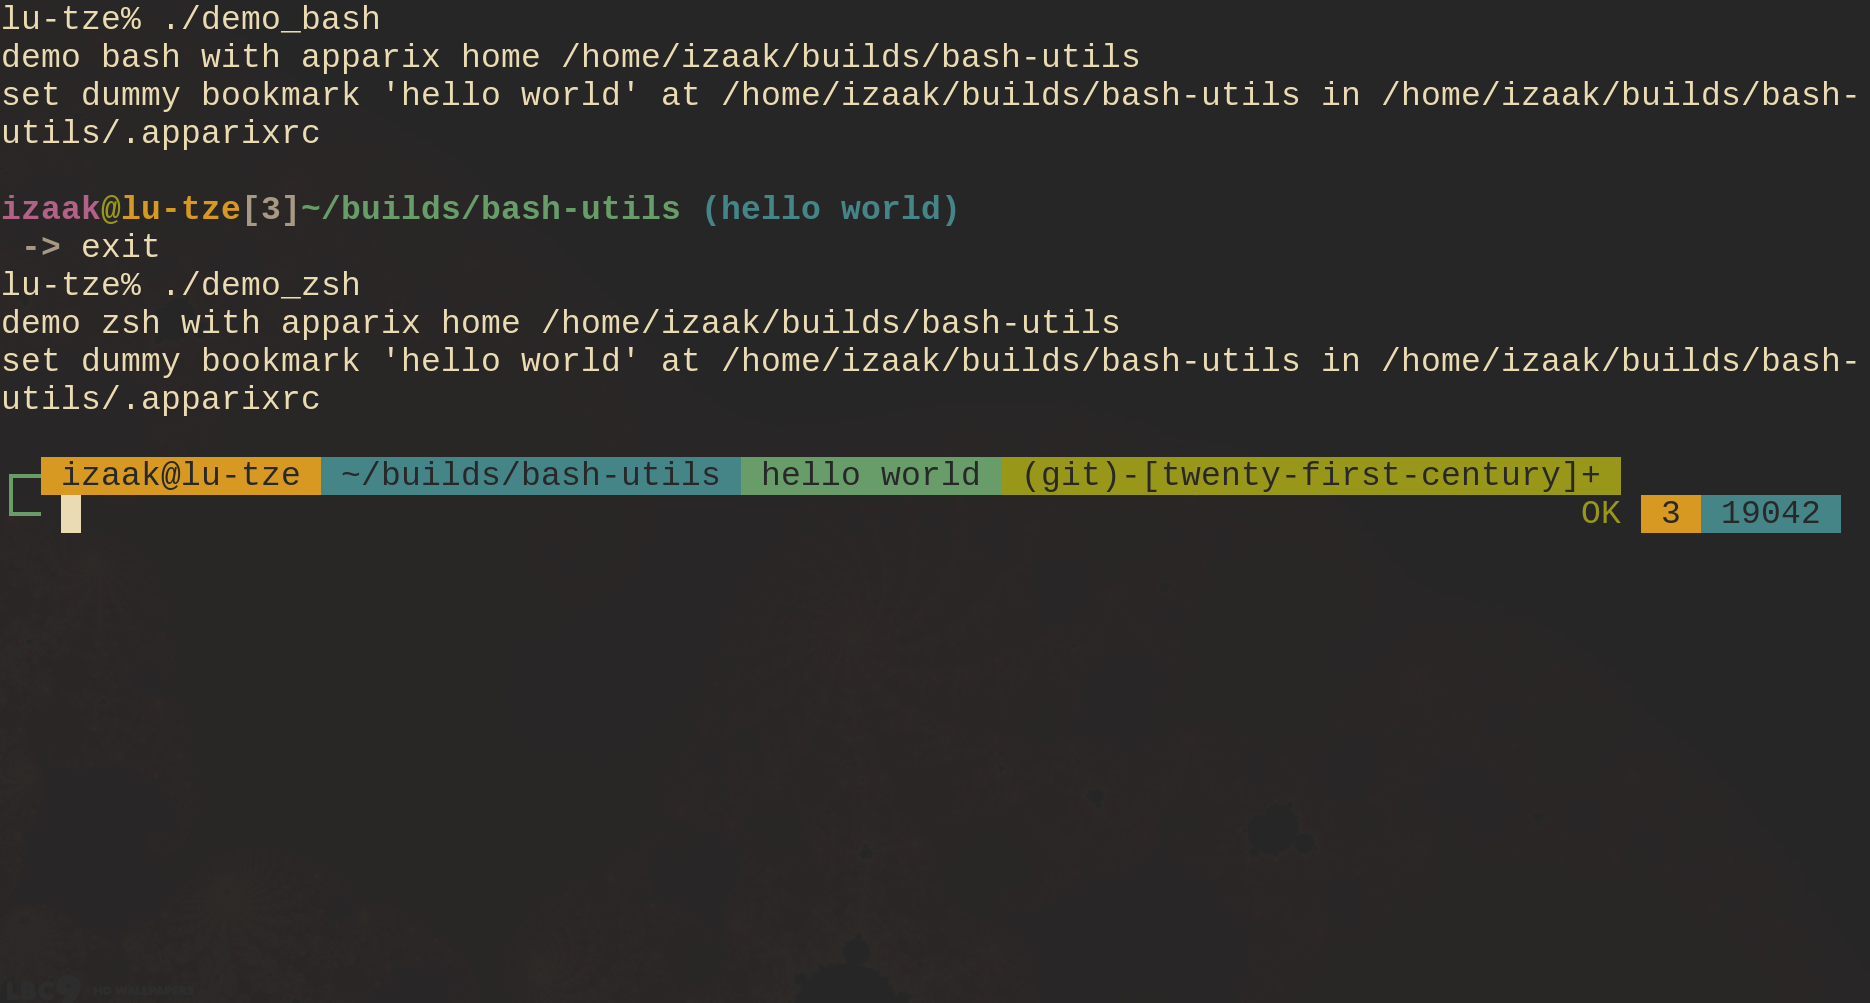 lu-tze% ./demo_bash
demo bash with apparix home /home/izaak/builds/bash-utils
set dummy bookmark 'hello world' at /home/izaak/builds/bash-utils in /home/izaak/builds/bash-
utils/.apparixrc
izaak@lu-tze[3]~/builds/bash-utils (hello world)
-> exit
lu-tze% ./demo_zsh
demo zsh with apparix home /home/izaak/builds/bash-utils
set dummy bookmark 'hello world' at /home/izaak/builds/bash-utils in /home/izaak/builds/bash-
utils/.apparixrc
izaak@lu-tze ~/builds/bash-utils hello world (git)-[twenty-first-century]+
OK 3 19042